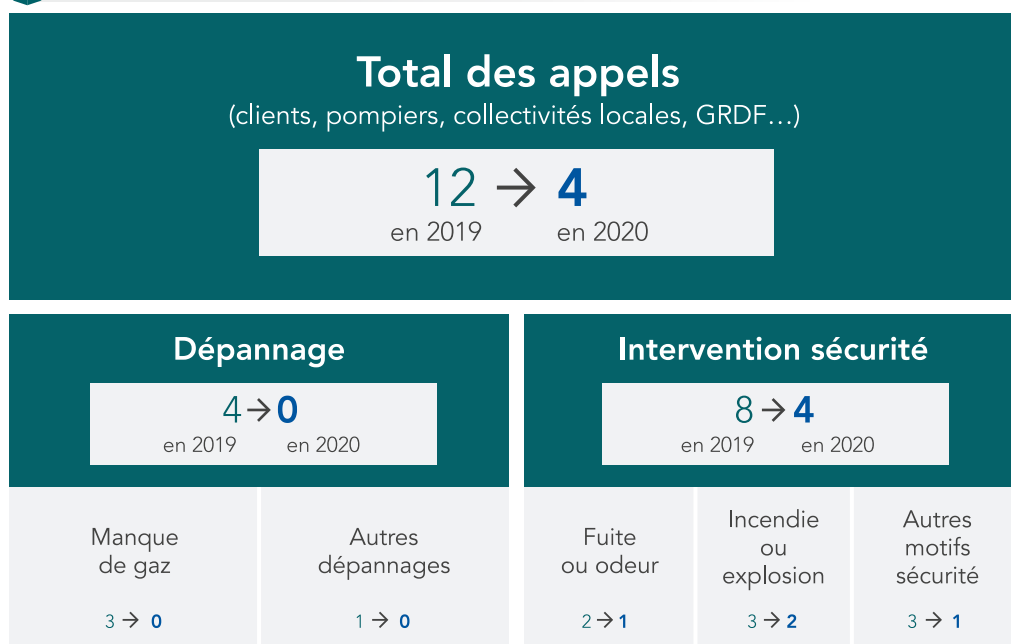 Total des appels
(clients, pompiers, collectivités locales, GRDF...)
12 → 4
en 2019 en 2020
Dépannage
4 → 0
en 2019 en 2020
Manque
de gaz
3 → 0
Autres
dépannages
1 → 0
Intervention sécurité
8 → 4
en 2019 en 2020
Fuite
ou odeur
2 → 1
Incendie
ou
explosion
3 → 2
Autres
motifs
sécurité
3 → 1